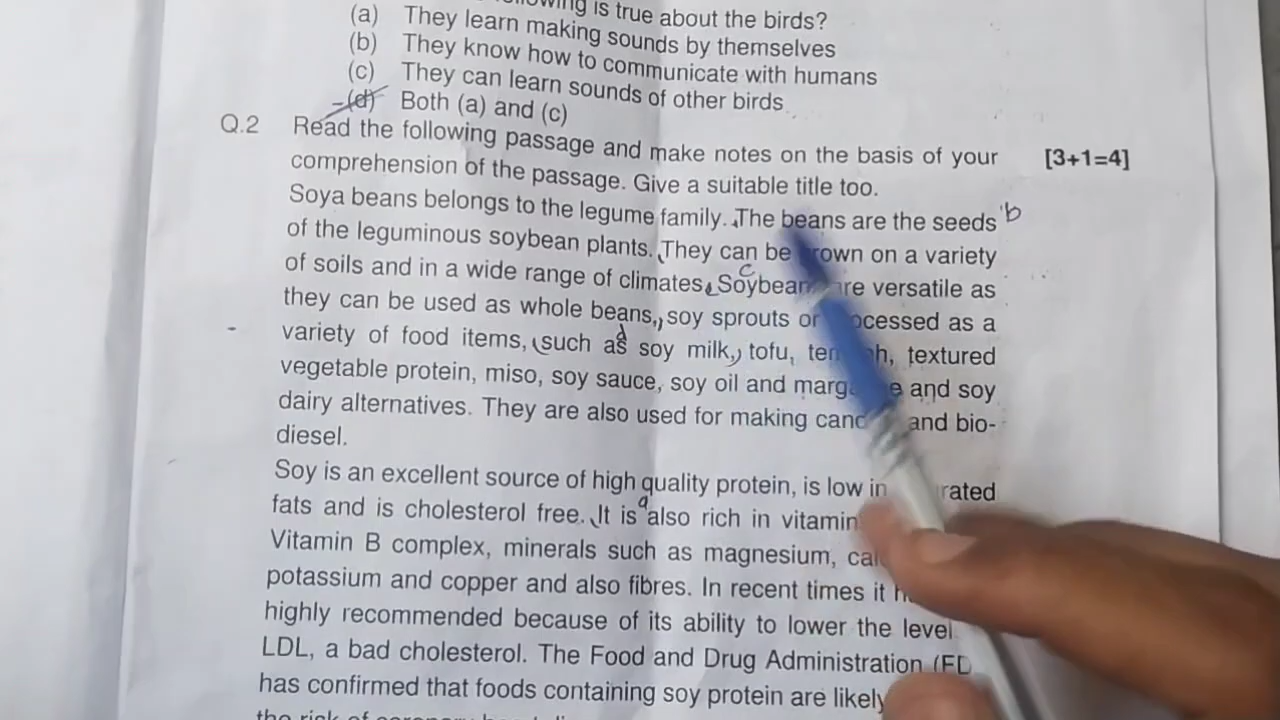 is true about the birds?
(a) They learn making sounds by themselves
(b) They know how to communicate with humans
(c) They can learn sounds of other birds
(d) Both (a) and (c)
Q.2 Read the following passage and make notes on the basis of your [3+1=4]
comprehension of the passage. Give a suitable title too.
Soya beans belongs to the legume family. The beans are the seeds b
of the leguminous soybean plants. They can be rown on a variety
c
of soils and in a wide range of climates. Soybean re versatile as
they can be used as whole beans, soy sprouts or ocessed as a
variety of food items, such as soy milk, tofu, tem h, textured
vegetable protein, miso, soy sauce, soy oil and marga e and soy
dairy alternatives. They are also used for making cand and bio-
diesel.
Soy is an excellent source of high quality protein, is low in rated
a
fats and is cholesterol free. It is also rich in vitamin
Vitamin B complex, minerals such as magnesium, cal
potassium and copper and also fibres. In recent times it
highly recommended because of its ability to lower the level
LDL, a bad cholesterol. The Food and Drug Administration (FD
has confirmed that foods containing soy protein are likely
the risk of